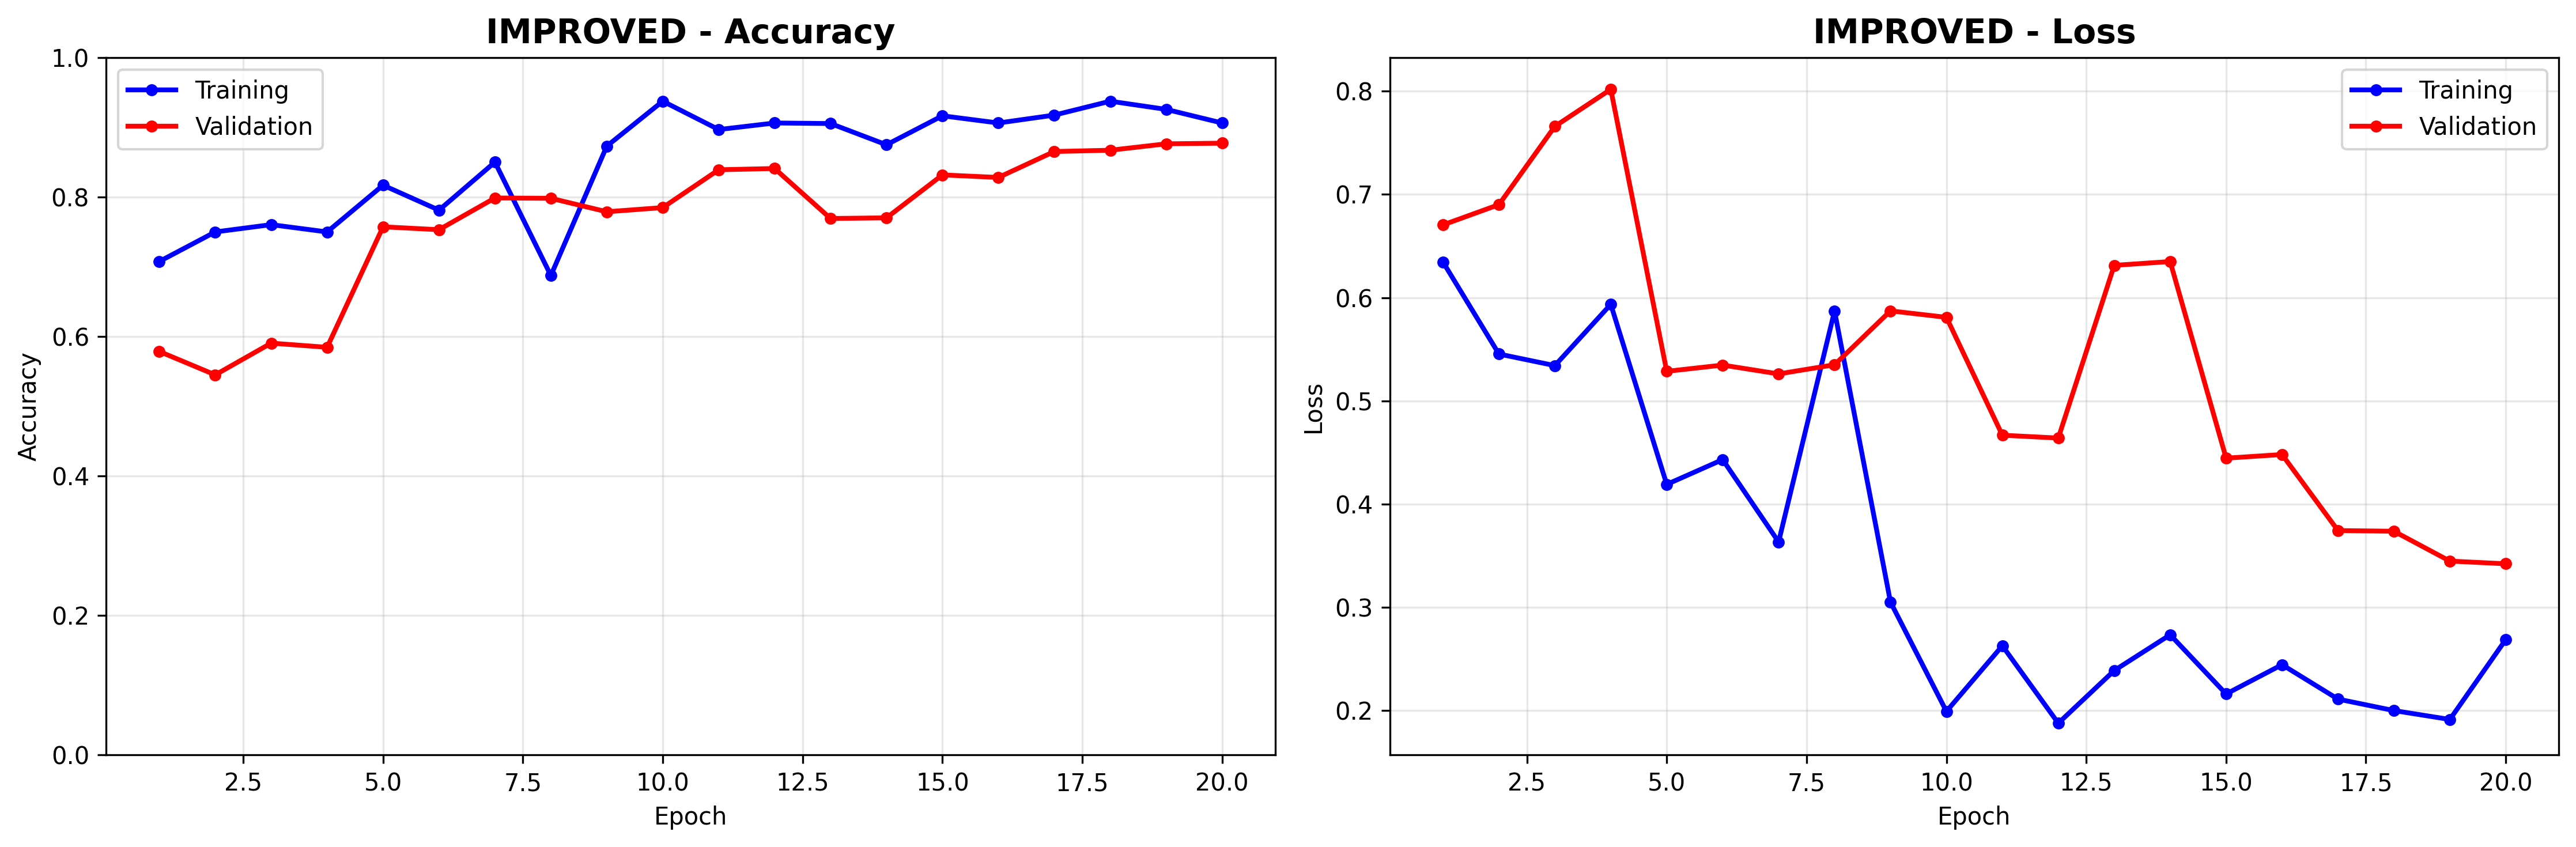 IMPROVED - Accuracy
1.0
0.8
0.6
0.4
0.2
0.0
Accuracy
Training
Validation
2.5 5.0 7.5 10.0 12.5 15.0 17.5 20.0
Epoch
IMPROVED - Loss
0.8
0.7
0.6
0.5
0.4
0.3
0.2
Loss
Training
Validation
2.5 5.0 7.5 10.0 12.5 15.0 17.5 20.0
Epoch